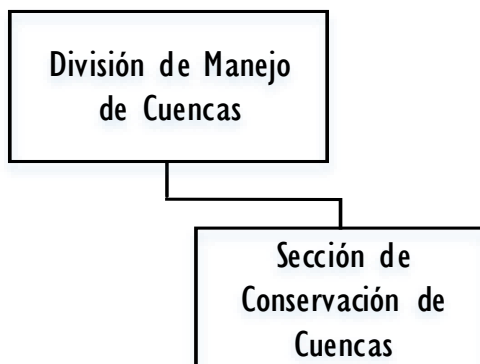 División de Manejo
de Cuencas
Sección de
Conservación de
Cuencas